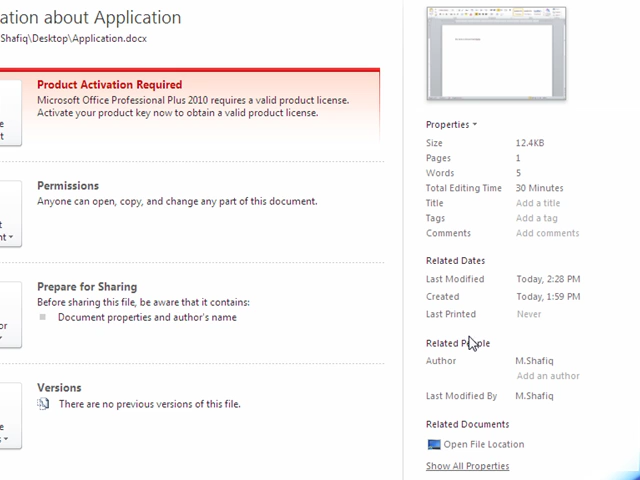 ation about Application
Shafiq\Desktop\Application.docx
Product Activation Required
Microsoft Office Professional Plus 2010 requires a valid product license.
Activate your product key now to obtain a valid product license.
e
t
Permissions
Anyone can open, copy, and change any part of this document.
t
nt
Prepare for Sharing
Before sharing this file, be aware that it contains:
Document properties and author's name
or
Versions
There are no previous versions of this file.
e
s
Properties
Size 12.4KB
Pages 1
Words 5
Total Editing Time 30 Minutes
Title Add a title
Tags Add a tag
Comments Add comments
Related Dates
Last Modified Today, 2:28 PM
Created Today, 1:59 PM
Last Printed Never
Related People
Author M.Shafiq
Add an author
Last Modified By M.Shafiq
Related Documents
Open File Location
Show All Properties